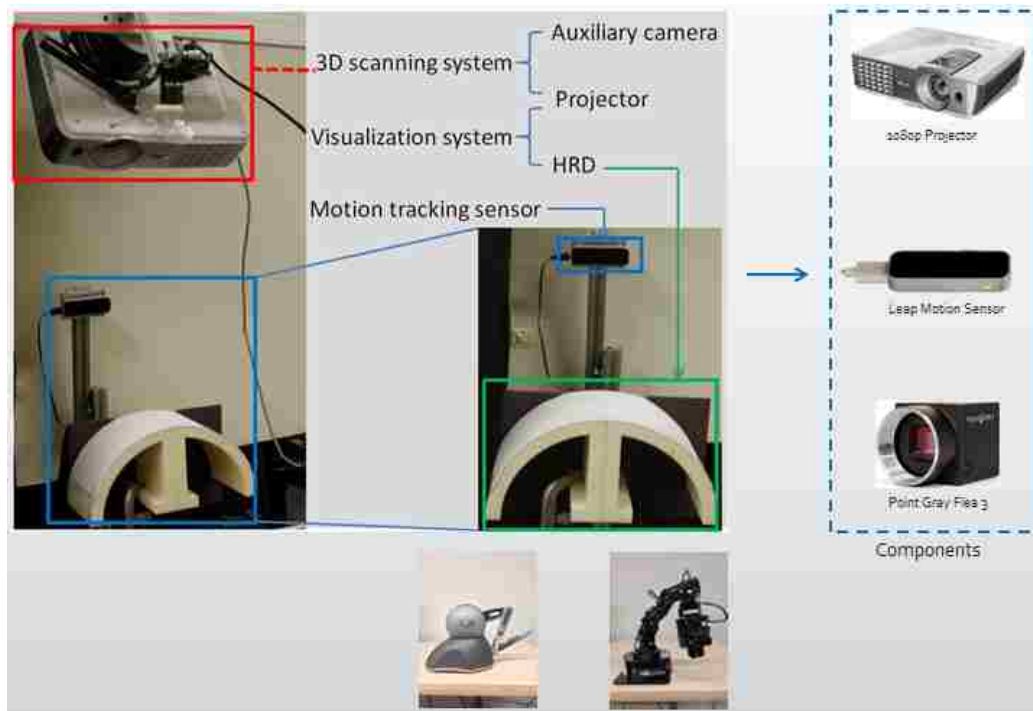 Auxiliary camera
3D scanning system
Projector
Visualization system
HRD
Motion tracking sensor
1080p Projector
Leap Motion Sensor
Point Gray Flea 3
Components